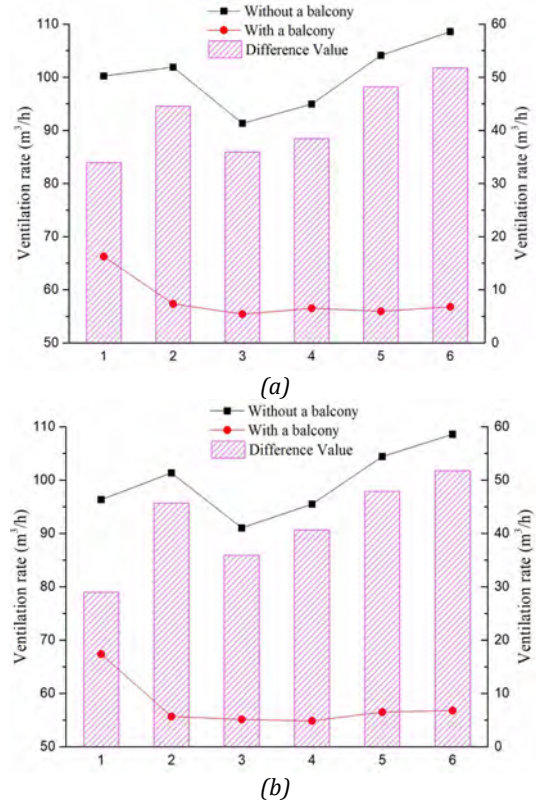 Without a balcony
With a balcony
Difference Value
Ventilation rate (m³/h)
110
100
90
80
70
60
50
60
50
40
30
20
10
0
Ventilation rate (m³/h)
1 2 3 4 5 6
(a)
Without a balcony
With a balcony
Difference Value
Ventilation rate (m³/h)
110
100
90
80
70
60
50
60
50
40
30
20
10
0
Ventilation rate (m³/h)
1 2 3 4 5 6
(b)